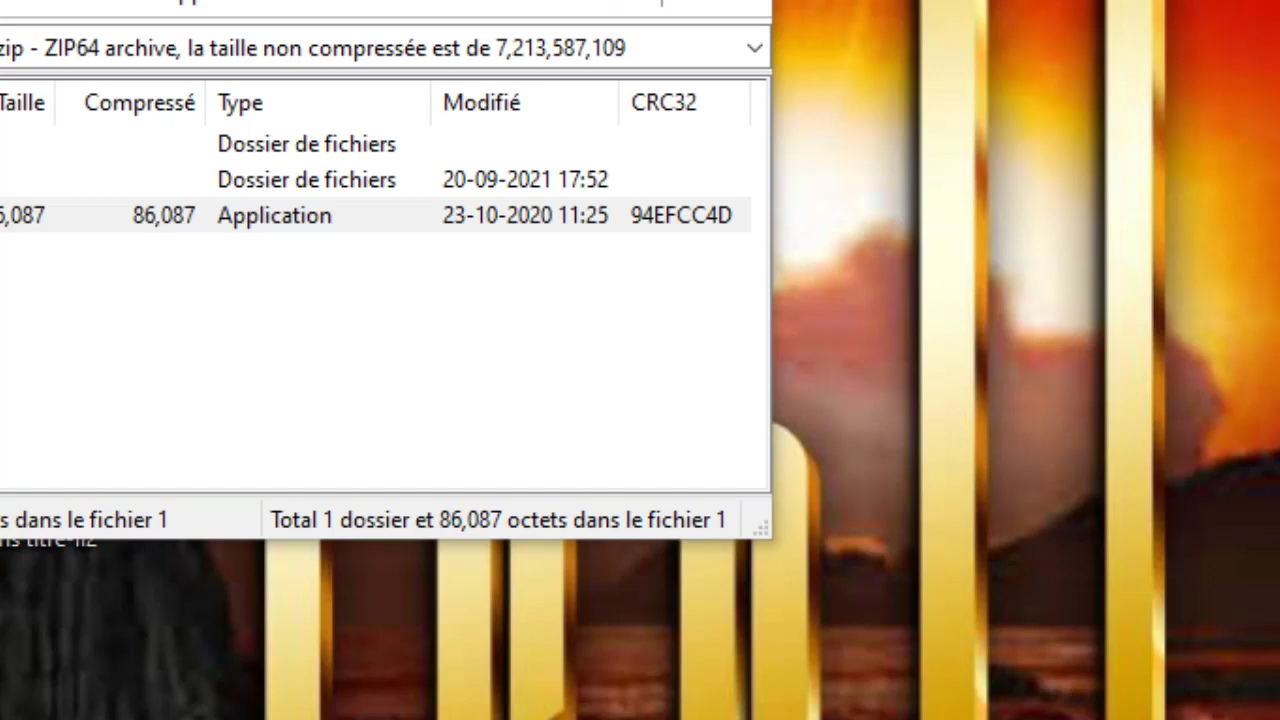 zip - ZIP64 archive, la taille non compressée est de 7,213,587,109
Taille Compressé Type Modifié CRC32
Dossier de fichiers
Dossier de fichiers 20-09-2021 17:52
6,087 86,087 Application 23-10-2020 11:25 94EFCC4D
s dans le fichier 1 Total 1 dossier et 86,087 octets dans le fichier 1